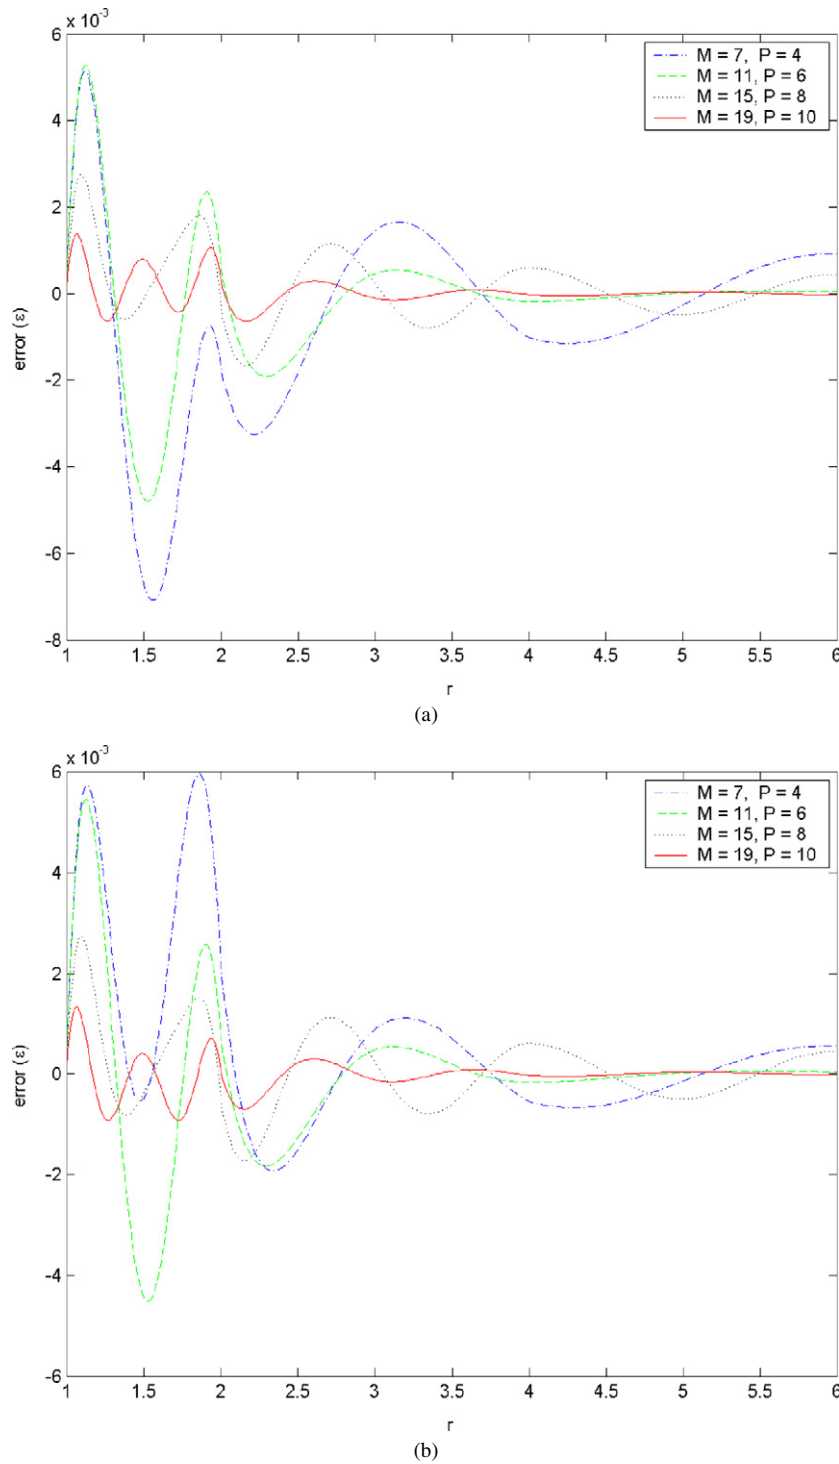 x 10⁻³
6
4
2
0
-2
-4
-6
-8
error (ε)
M = 7, P = 4
M = 11, P = 6
M = 15, P = 8
M = 19, P = 10
1 1.5 2 2.5 3 3.5 4 4.5 5 5.5 6
r
(a)
x 10⁻³
6
4
2
0
-2
-4
-6
error (ε)
M = 7, P = 4
M = 11, P = 6
M = 15, P = 8
M = 19, P = 10
1 1.5 2 2.5 3 3.5 4 4.5 5 5.5 6
r
(b)